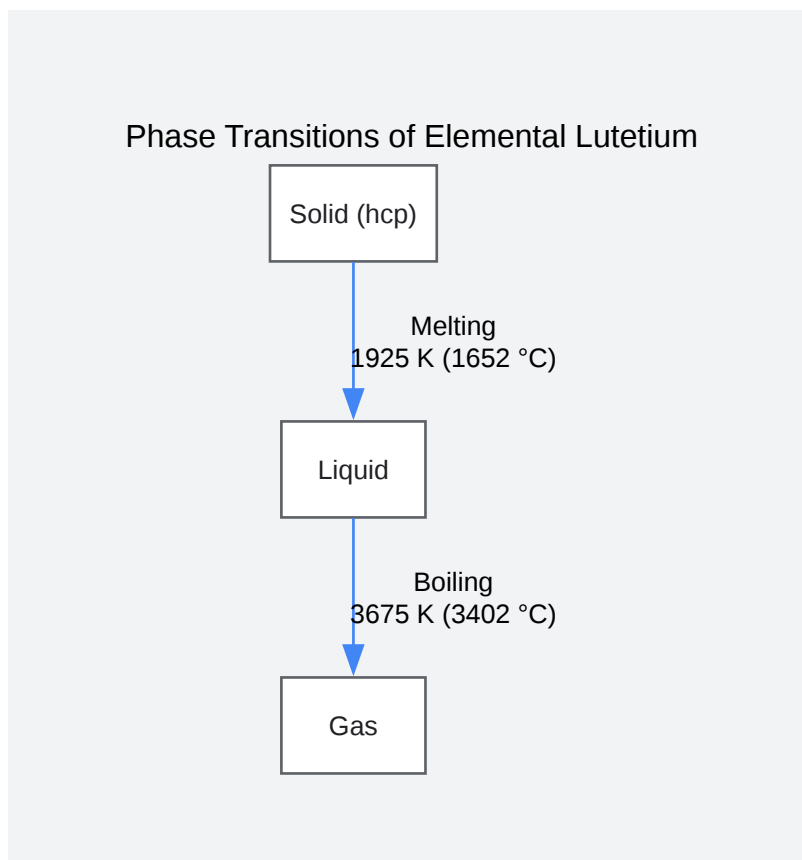 Phase Transitions of Elemental Lutetium
Solid (hcp)
Melting
1925 K (1652 °C)
Liquid
Boiling
3675 K (3402 °C)
Gas